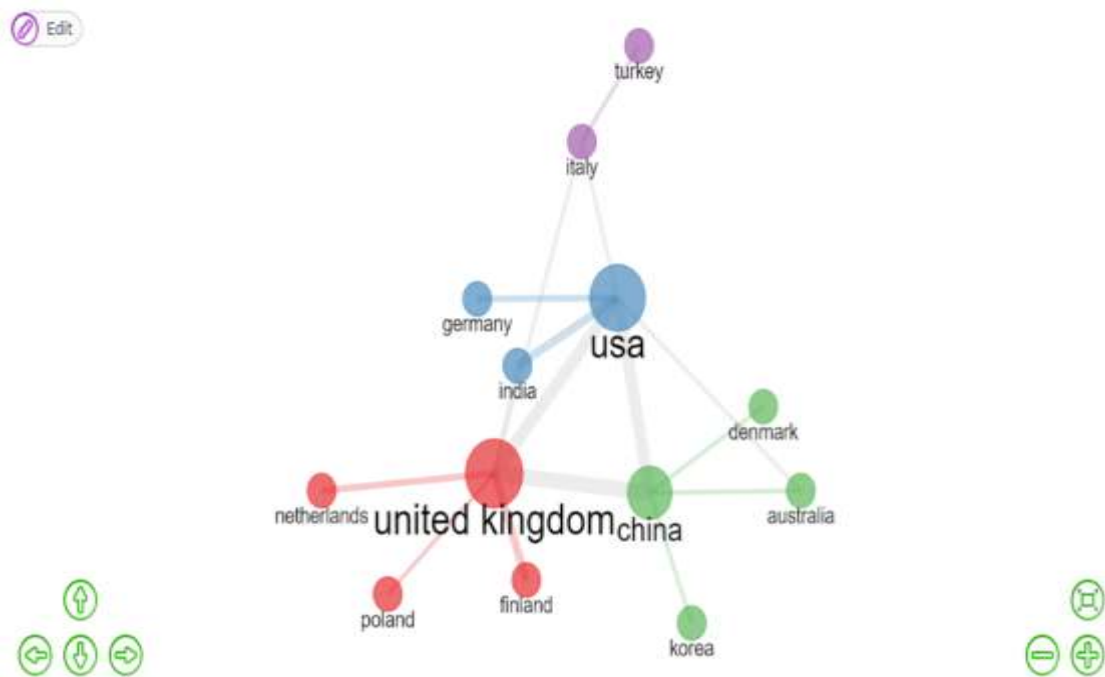 Edit
turkey
italy
germany
usa
india
denmark
netherlands
united kingdom
china
australia
finland
poland
korea